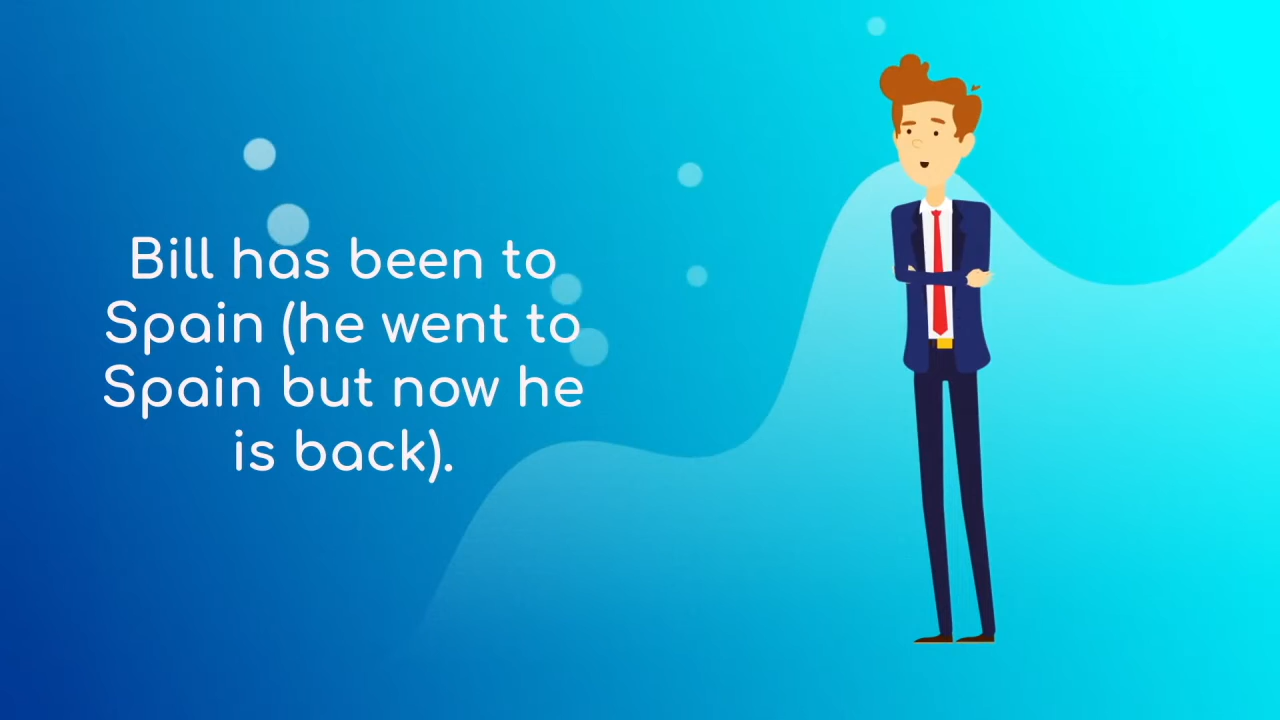 Bill has been to
Spain (he went to
Spain but now he
is back).